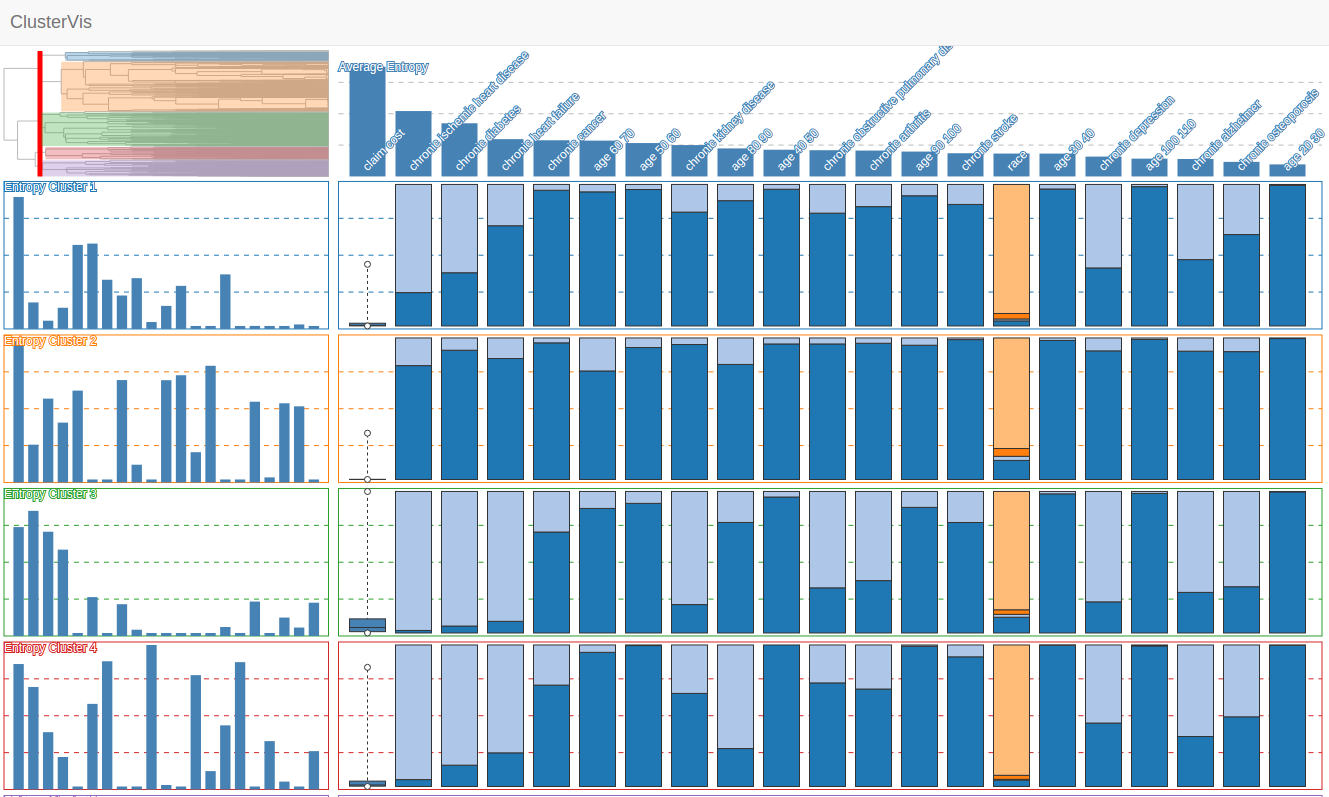 ClusterVis
Average Entropy
claim cost
chronic ischemic heart disease
chronic diabetes
chronic heart failure
chronic cancer
age 60 70
age 50 60
chronic kidney disease
age 80 80
age 40 50
chronic obstructive pulmonary di
chronic arthritis
age 90 100
chronic stroke
race
age 30 40
chronic depression
age 100 110
chronic alzheimer
chronic osteoporosis
age 20 30
Entropy Cluster 1
Entropy Cluster 2
Entropy Cluster 3
Entropy Cluster 4